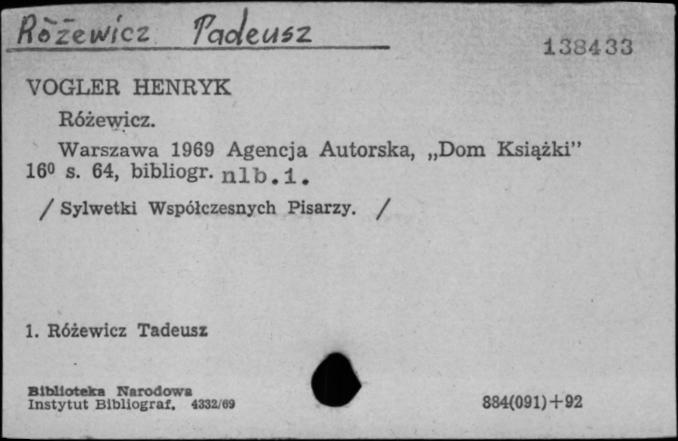 Różewicz Tadeusz
138433
VOGLER HENRYK
Różewicz.
Warszawa 1969 Agencja Autorska, „Dom Książki”
16⁰ s. 64, bibliogr. nlb.1.
/ Sylwetki Współczesnych Pisarzy. /
1. Różewicz Tadeusz
Biblioteka Narodowa
Instytut Bibliograf. 4332/69
884(091)+92